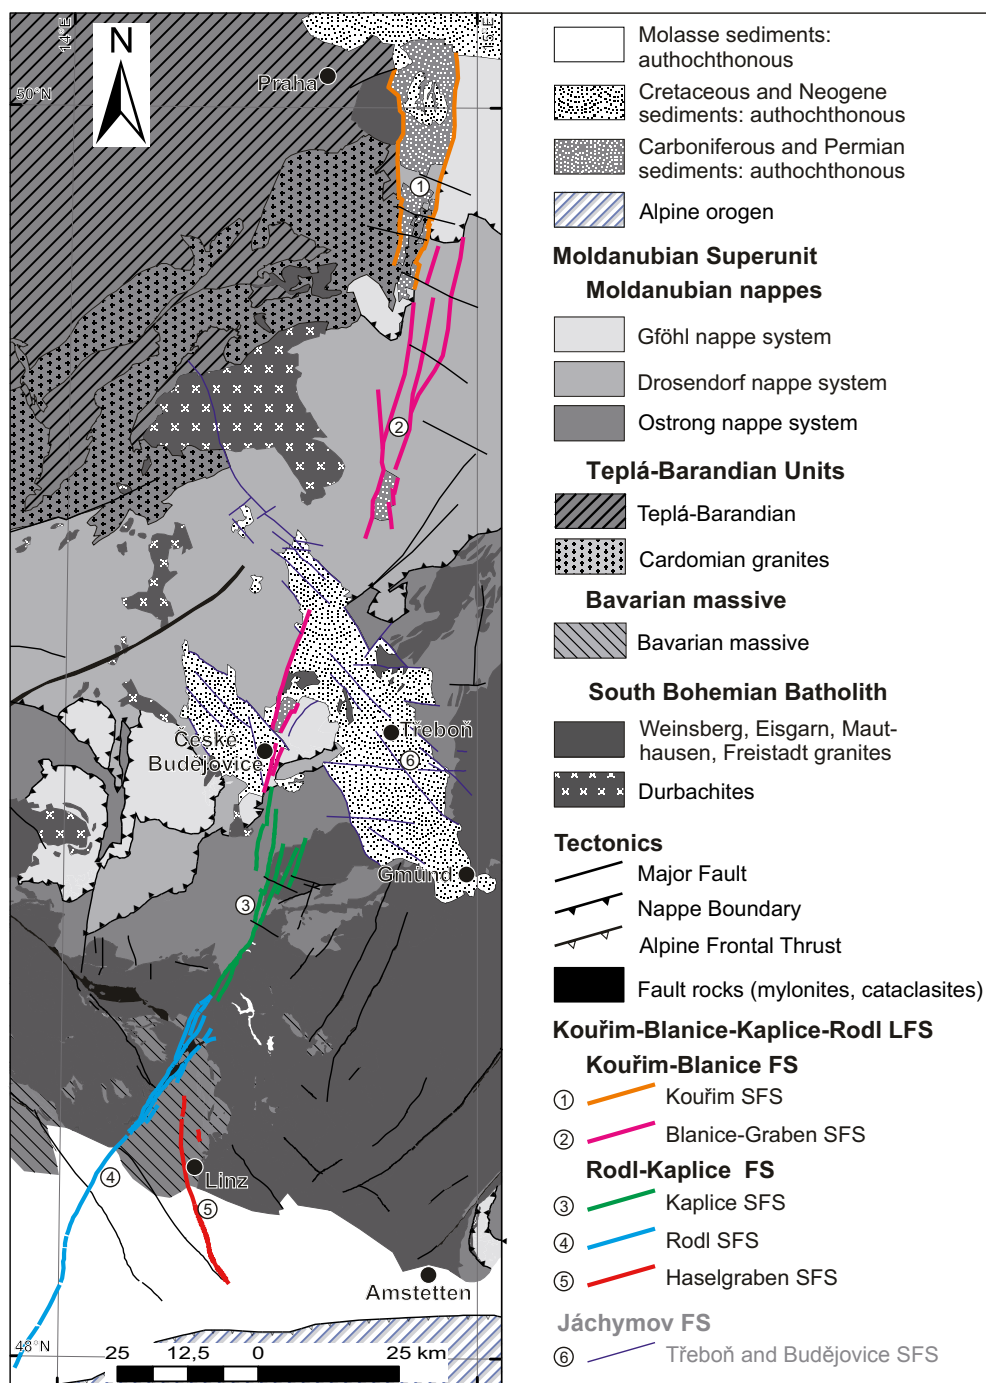 14°E
15°E
N
Praha
50°N
1
2
Třeboň
České
Budějovice
6
Gmünd
3
4
Linz
5
Amstetten
48°N
25 12,5 0 25 km
Molasse sediments:
authochthonous
Cretaceous and Neogene
sediments: authochthonous
Carboniferous and Permian
sediments: authochthonous
Alpine orogen
Moldanubian Superunit
Moldanubian nappes
Gföhl nappe system
Drosendorf nappe system
Ostrong nappe system
Teplá-Barandian Units
Teplá-Barandian
Cardomian granites
Bavarian massive
Bavarian massive
South Bohemian Batholith
Weinsberg, Eisgarn, Maut-
hausen, Freistadt granites
Durbachites
Tectonics
Major Fault
Nappe Boundary
Alpine Frontal Thrust
Fault rocks (mylonites, cataclasites)
Kouřim-Blanice-Kaplice-Rodl LFS
Kouřim-Blanice FS
1 Kouřim SFS
2 Blanice-Graben SFS
Rodl-Kaplice FS
3 Kaplice SFS
4 Rodl SFS
5 Haselgraben SFS
Jáchymov FS
6 Třeboň and Budějovice SFS